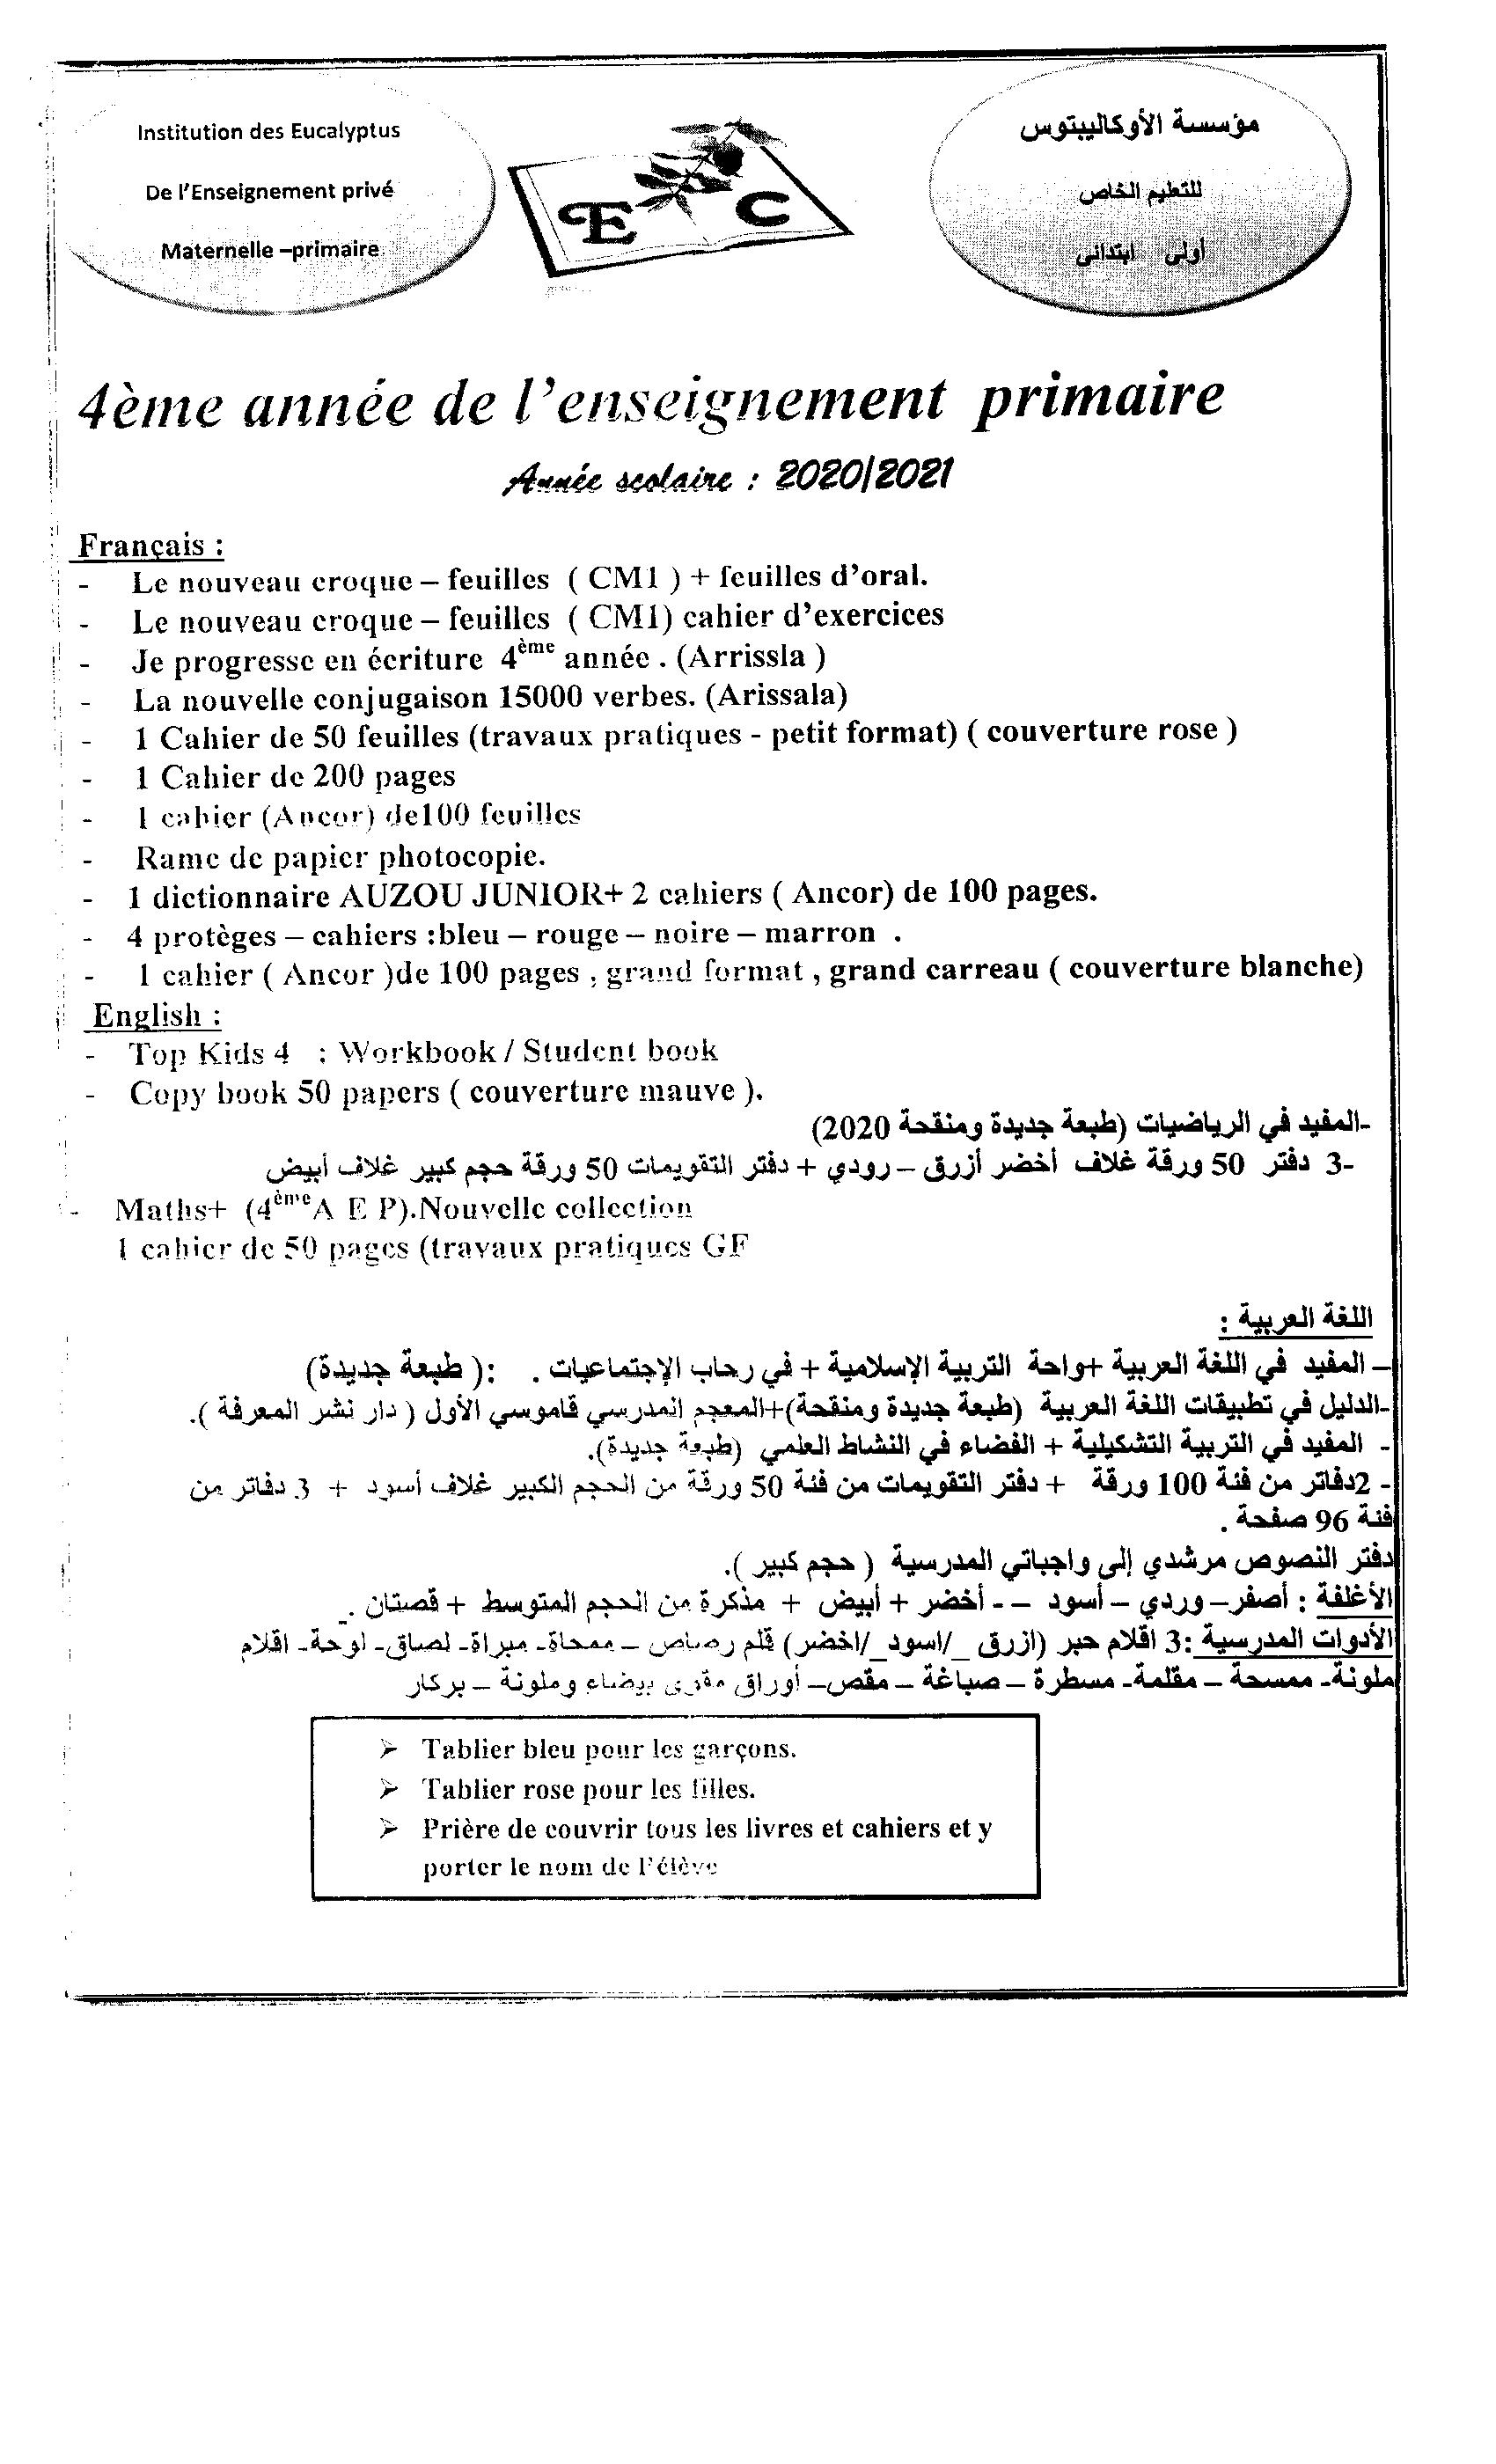 Institution des Eucalyptus
De l'Enseignement privé
Maternelle –primaire
E C
مؤسسة الأوكاليبتوس
للتعليم الخاص
أولي ابتدائي
4ème année de l'enseignement primaire
Année scolaire : 2020/2021
Français :
- Le nouveau croque – feuilles ( CM1 ) + feuilles d'oral.
- Le nouveau croque – feuilles ( CM1) cahier d'exercices
- Je progresse en écriture 4ème année . (Arrissla )
- La nouvelle conjugaison 15000 verbes. (Arissala)
- 1 Cahier de 50 feuilles (travaux pratiques - petit format) ( couverture rose )
- 1 Cahier de 200 pages
- 1 cahier (Ancor) de100 feuilles
- Rame de papier photocopie.
- 1 dictionnaire AUZOU JUNIOR+ 2 cahiers ( Ancor) de 100 pages.
- 4 protèges – cahiers :bleu – rouge – noire – marron .
- 1 cahier ( Ancor )de 100 pages , grand format , grand carreau ( couverture blanche)
English :
- Top Kids 4 : Workbook / Student book
- Copy book 50 papers ( couverture mauve ).
-المفيد في الرياضيات (طبعة جديدة ومنقحة 2020)
-3 دفتر 50 ورقة غلاف أخضر أزرق – رودي + دفتر التقويمات 50 ورقة حجم كبير غلاف أبيض
- Maths+ (4èmeA E P).Nouvelle collection
1 cahier de 50 pages (travaux pratiques GF
اللغة العربية :
– المفيد في اللغة العربية +واحة التربية الإسلامية + في رحاب الإجتماعيات . :( طبعة جديدة)
-الدليل في تطبيقات اللغة العربية (طبعة جديدة ومنقحة)+المعجم المدرسي قاموسي الأول ( دار نشر المعرفة ).
- المفيد في التربية التشكيلية + الفضاء في النشاط العلمي (طبعة جديدة).
- 2دفاتر من فئة 100 ورقة + دفتر التقويمات من فئة 50 ورقة من الحجم الكبير غلاف أسود + 3 دفاتر من
فئة 96 صفحة .
دفتر النصوص مرشدي إلى واجباتي المدرسية ( حجم كبير ).
الأغلفة : أصفر– وردي – أسود - - أخضر + أبيض + مذكرة من الحجم المتوسط + قصتان .
الأدوات المدرسية :3 اقلام حبر (ازرق _/اسود_/اخضر) قلم رصاص – ممحاة- مبراة- لصاق- لوحة- اقلام
ملونة- ممسحة – مقلمة- مسطرة – صباغة – مقص– أوراق مقوى بيضاء وملونة – بركار
➢ Tablier bleu pour les garçons.
➢ Tablier rose pour les filles.
➢ Prière de couvrir tous les livres et cahiers et y
porter le nom de l'élève